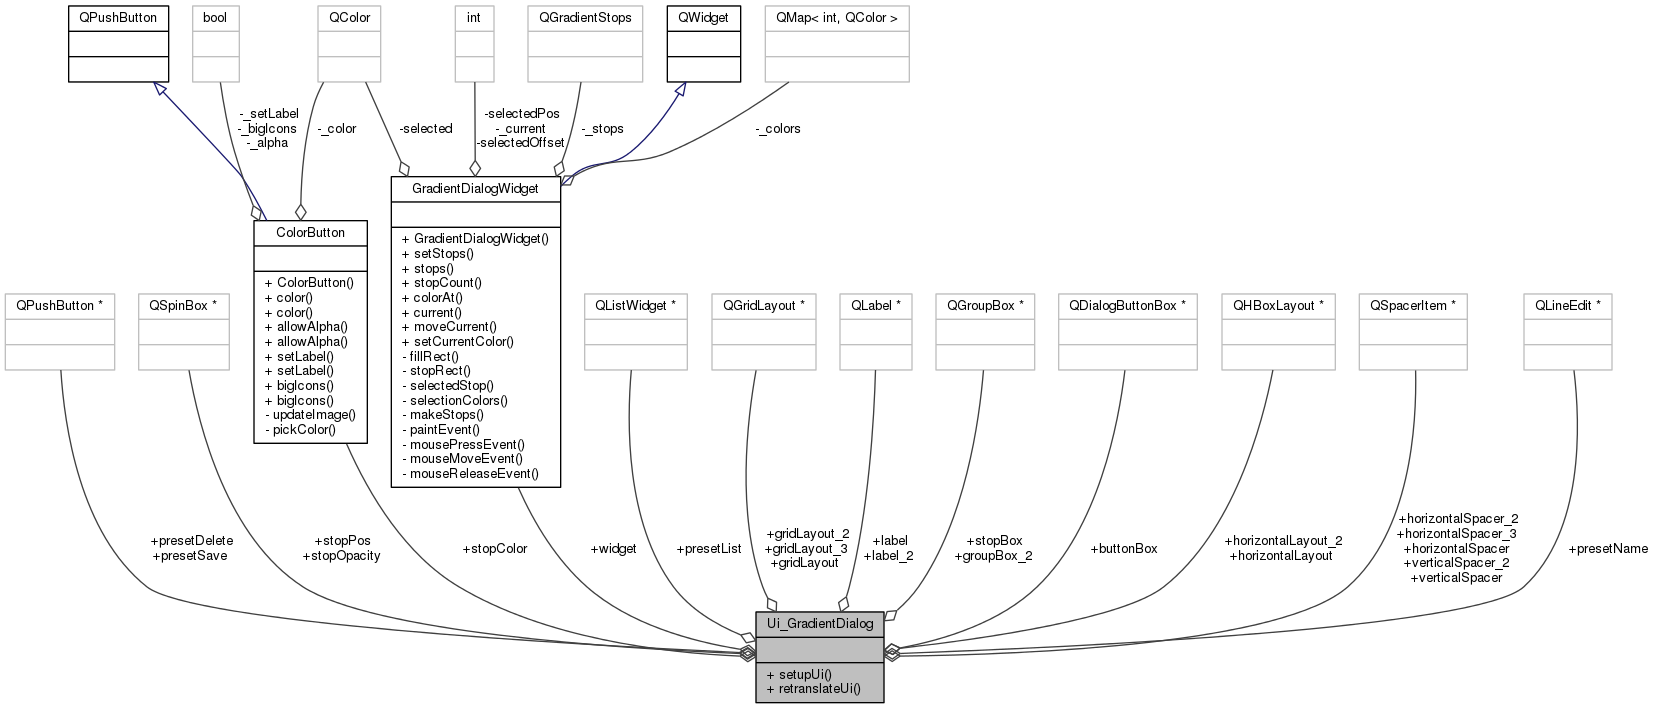 QPushButton
bool
QColor
int
QGradientStops
QWidget
QMap< int, QColor >
-_setLabel
-_bigIcons
-_alpha
-_color
-selected
-selectedPos
-_current
-selectedOffset
-_stops
-_colors
ColorButton
+ ColorButton()
+ color()
+ color()
+ allowAlpha()
+ allowAlpha()
+ setLabel()
+ setLabel()
+ bigIcons()
+ bigIcons()
- updateImage()
- pickColor()
GradientDialogWidget
+ GradientDialogWidget()
+ setStops()
+ stops()
+ stopCount()
+ colorAt()
+ current()
+ moveCurrent()
+ setCurrentColor()
- fillRect()
- stopRect()
- selectedStop()
- selectionColors()
- makeStops()
- paintEvent()
- mousePressEvent()
- mouseMoveEvent()
- mouseReleaseEvent()
QPushButton *
QSpinBox *
QListWidget *
QGridLayout *
QLabel *
QGroupBox *
QDialogButtonBox *
QHBoxLayout *
QSpacerItem *
QLineEdit *
+presetDelete
+presetSave
+stopPos
+stopOpacity
+stopColor
+widget
+presetList
+gridLayout_2
+gridLayout_3
+gridLayout
+label
+label_2
+stopBox
+groupBox_2
+buttonBox
+horizontalLayout_2
+horizontalLayout
+horizontalSpacer_2
+horizontalSpacer_3
+horizontalSpacer
+verticalSpacer_2
+verticalSpacer
+presetName
Ui_GradientDialog
+ setupUi()
+ retranslateUi()